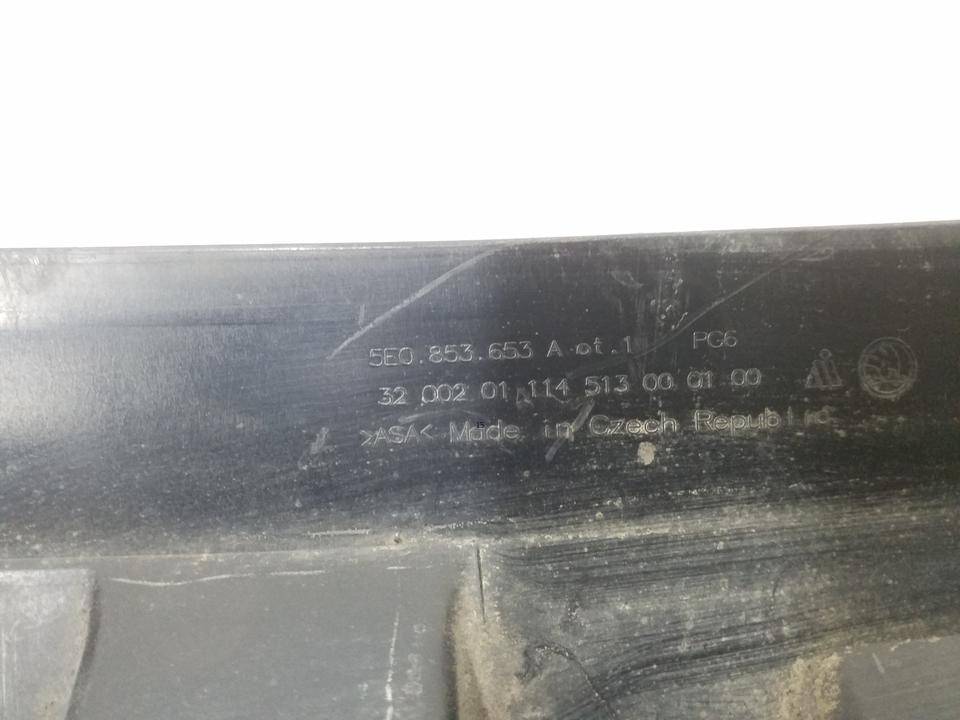 5E0.853.653 A ot.1 PG6
32 002 01 114 513 00 01 00
>ASA< Made in Czech Republic